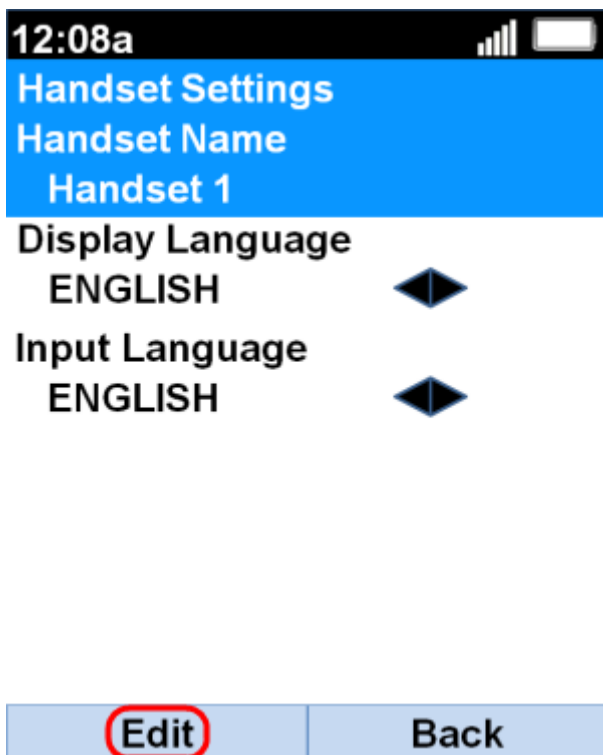 12:08a
Handset Settings
Handset Name
Handset 1
Display Language
ENGLISH
Input Language
ENGLISH
Edit Back